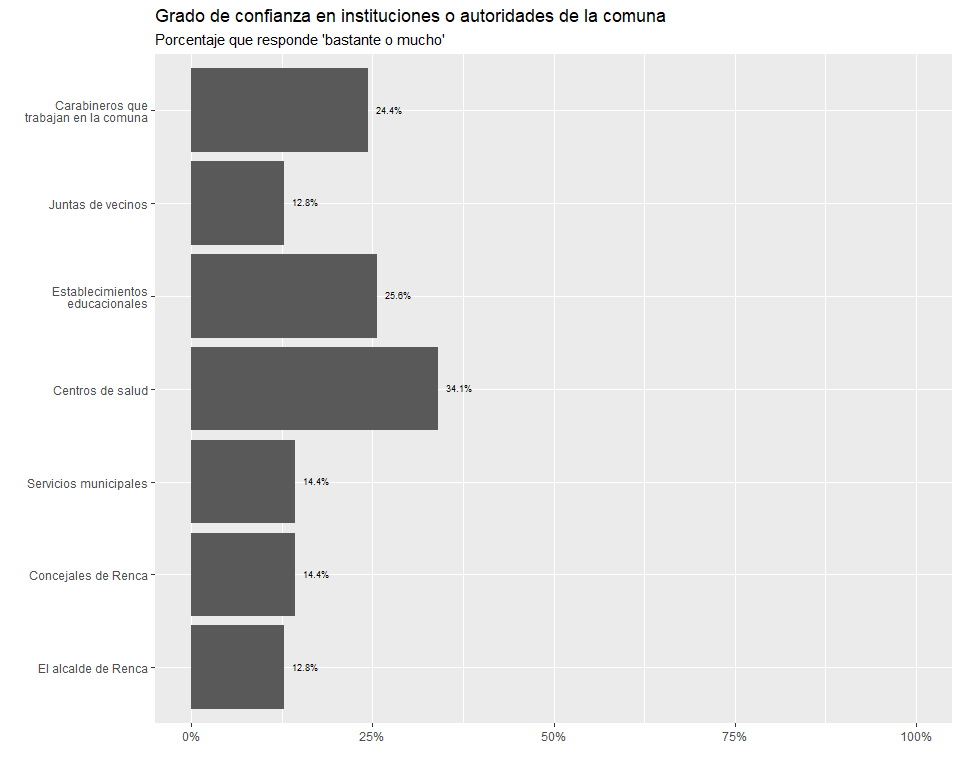 Grado de confianza en instituciones o autoridades de la comuna
Porcentaje que responde 'bastante o mucho'
Carabineros que
trabajan en la comuna
24.4%
Juntas de vecinos
12.8%
Establecimientos
educacionales
25.6%
Centros de salud
34.1%
Servicios municipales
14.4%
Concejales de Renca
14.4%
El alcalde de Renca
12.8%
0%
25%
50%
75%
100%